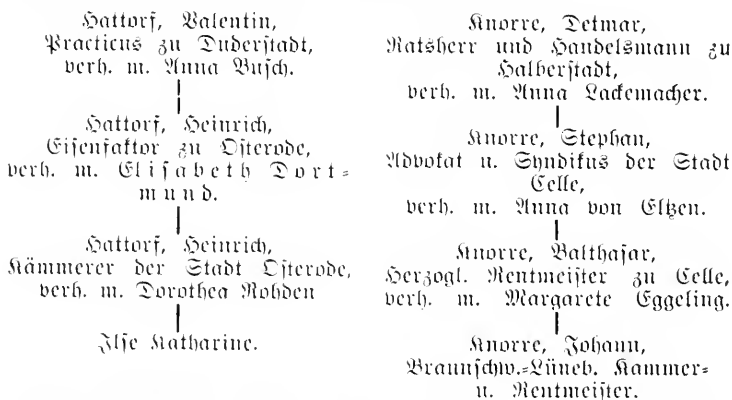 Hattorf, Valentin,
Practicus zu Duderstadt,
verh. m. Anna Busch.
Hattorf, Heinrich,
Eisenfaktor zu Osterode,
verh. m. Elisabeth Dort-
mund.
Hattorf, Heinrich,
Kämmerer der Stadt Osterode,
verh. m. Dorothea Rohden
Ilse Katharine.
Knorre, Detmar,
Ratsherr und Handelsmann zu
Halberstadt,
verh. m. Anna Lackemacher.
Knorre, Stephan,
Advokat u. Syndikus der Stadt
Celle,
verh. m. Anna von Eltzen.
Knorre, Balthasar,
Herzogl. Rentmeister zu Celle,
verh. m. Margarete Eggeling.
Knorre, Johann,
Braunschw.-Lüneb. Kammer-
u. Rentmeister.